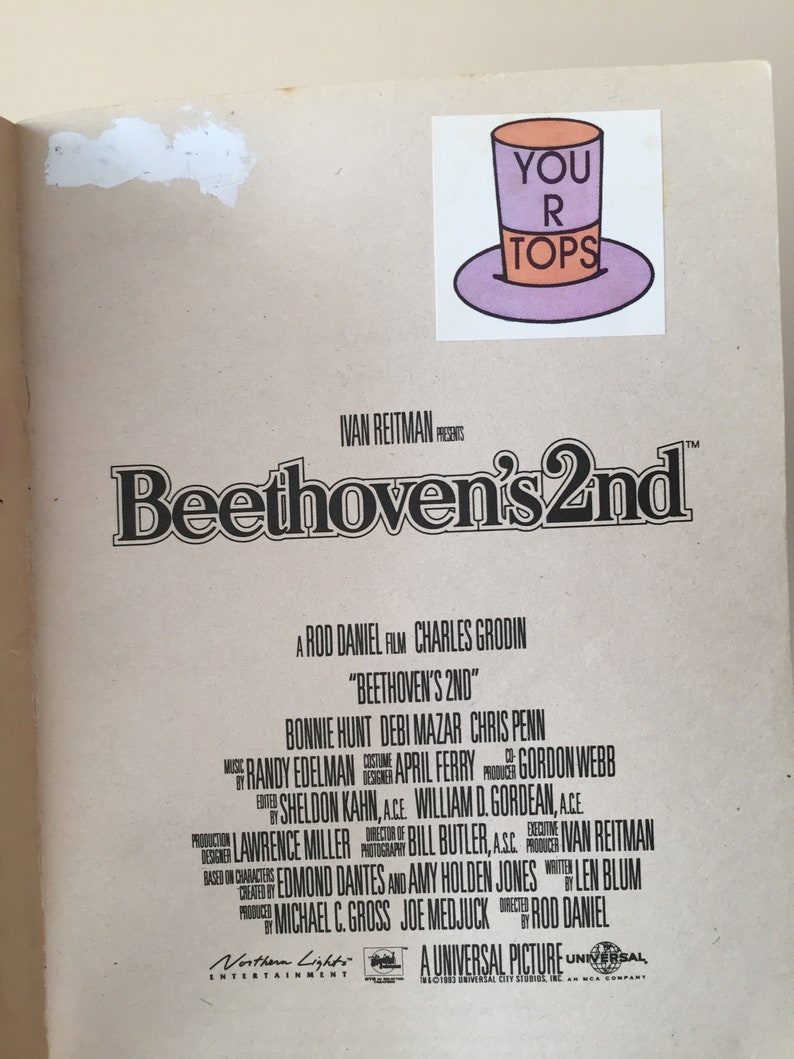 YOU
R
TOPS
IVAN REITMAN PRESENTS
Beethoven's 2nd™
A ROD DANIEL FILM CHARLES GRODIN
"BEETHOVEN'S 2ND"
BONNIE HUNT DEBI MAZAR CHRIS PENN
MUSIC BY RANDY EDELMAN COSTUME DESIGNER APRIL FERRY CO-PRODUCER GORDON WEBB
EDITED BY SHELDON KAHN, A.C.E. WILLIAM D. GORDEAN, A.C.E.
PRODUCTION DESIGNER LAWRENCE MILLER DIRECTOR OF PHOTOGRAPHY BILL BUTLER, A.S.C. EXECUTIVE PRODUCER IVAN REITMAN
BASED ON CHARACTERS CREATED BY EDMOND DANTES AND AMY HOLDEN JONES WRITTEN BY LEN BLUM
PRODUCED BY MICHAEL C. GROSS JOE MEDJUCK DIRECTED BY ROD DANIEL
Northern Lights™
ENTERTAINMENT
A UNIVERSAL PICTURE
TM & © 1993 UNIVERSAL CITY STUDIOS, INC.
UNIVERSAL
AN MCA COMPANY